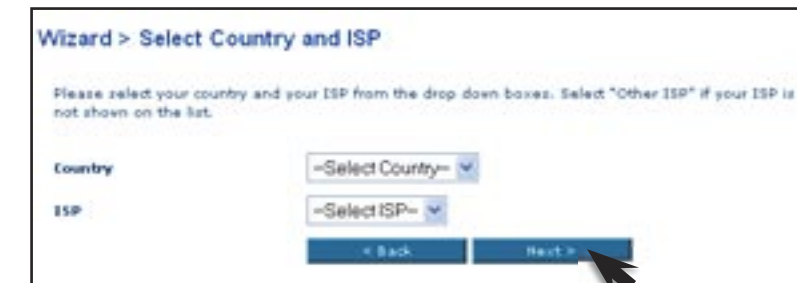 Wizard > Select Country and ISP
Please select your country and your ISP from the drop down boxes. Select "Other ISP" if your ISP is
not shown on the list.
Country
--Select Country--
ISP
--Select ISP--
< Back Next >